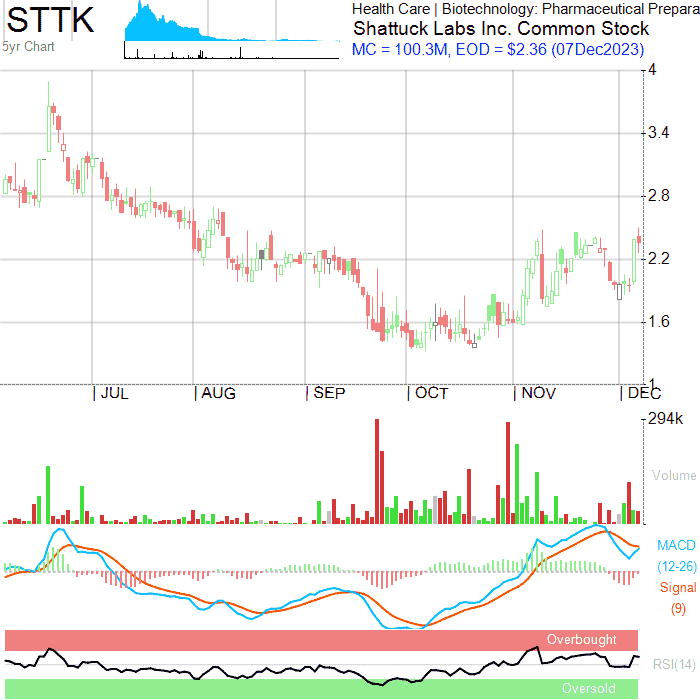 STTK
5yr Chart
Health Care | Biotechnology: Pharmaceutical Prepara
Shattuck Labs Inc. Common Stock
MC = 100.3M, EOD = $2.36 (07Dec2023)
4
3.4
2.8
2.2
1.6
1
JUL AUG SEP OCT NOV DEC
294k
Volume
MACD
(12-26)
Signal
(9)
Overbought
RSI(14)
Oversold